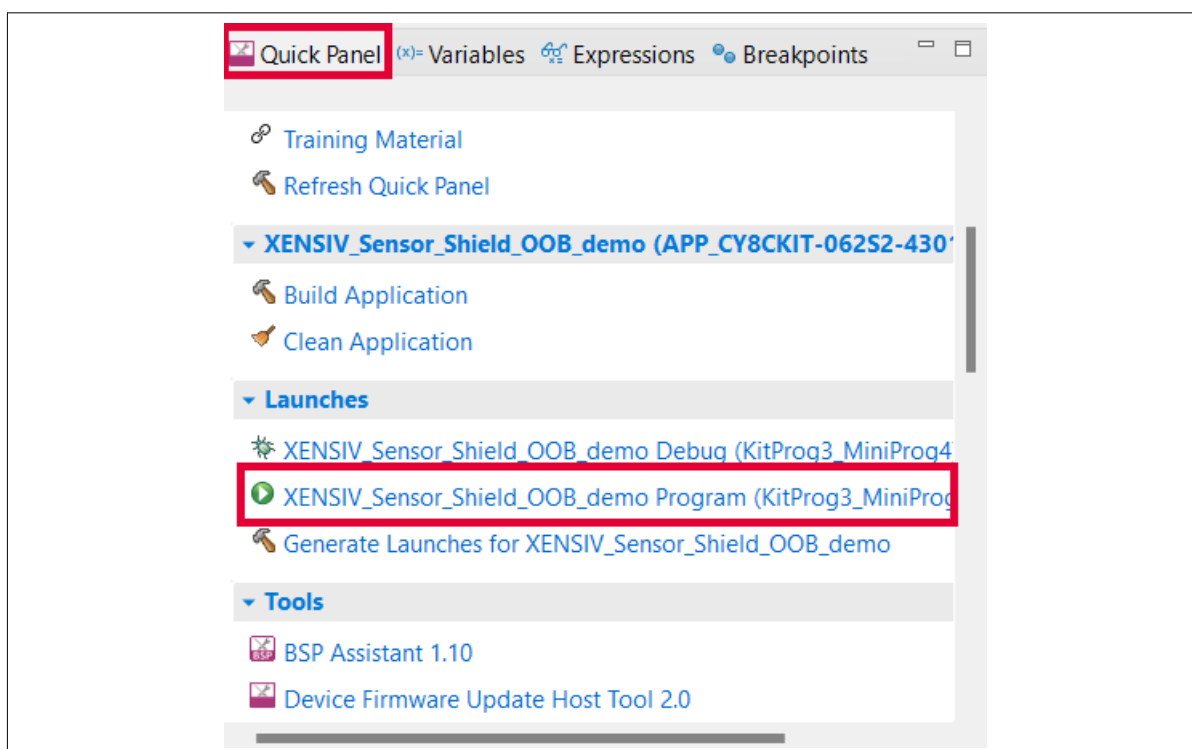 Quick Panel (x)= Variables Expressions Breakpoints
Training Material
Refresh Quick Panel
XENSIV_Sensor_Shield_OOB_demo (APP_CY8CKIT-062S2-430
Build Application
Clean Application
Launches
XENSIV_Sensor_Shield_OOB_demo Debug (KitProg3_MiniProg4
XENSIV_Sensor_Shield_OOB_demo Program (KitProg3_MiniProg
Generate Launches for XENSIV_Sensor_Shield_OOB_demo
Tools
BSP BSP Assistant 1.10
Device Firmware Update Host Tool 2.0